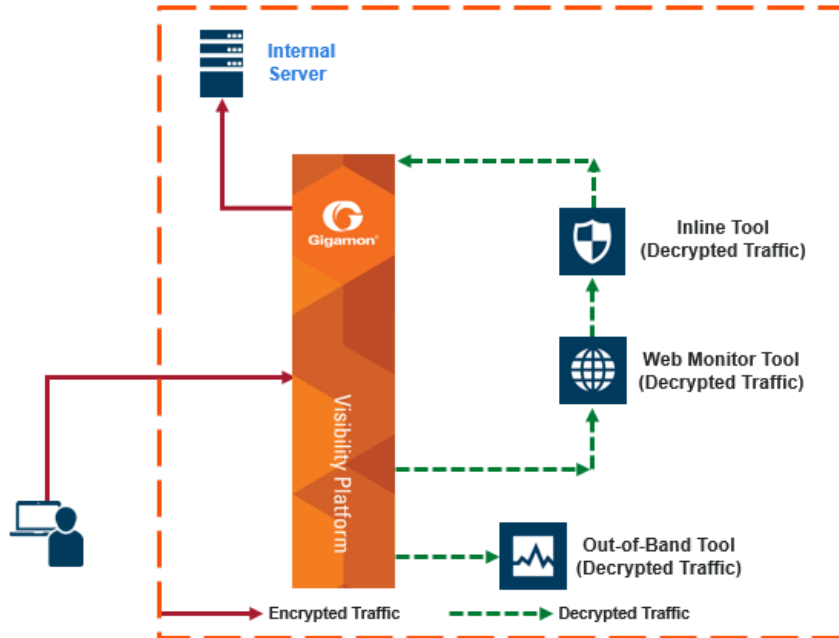 Internal
Server
Gigamon®
Inline Tool
(Decrypted Traffic)
Web Monitor Tool
(Decrypted Traffic)
Visibility Platform
Out-of-Band Tool
(Decrypted Traffic)
Encrypted Traffic
Decrypted Traffic